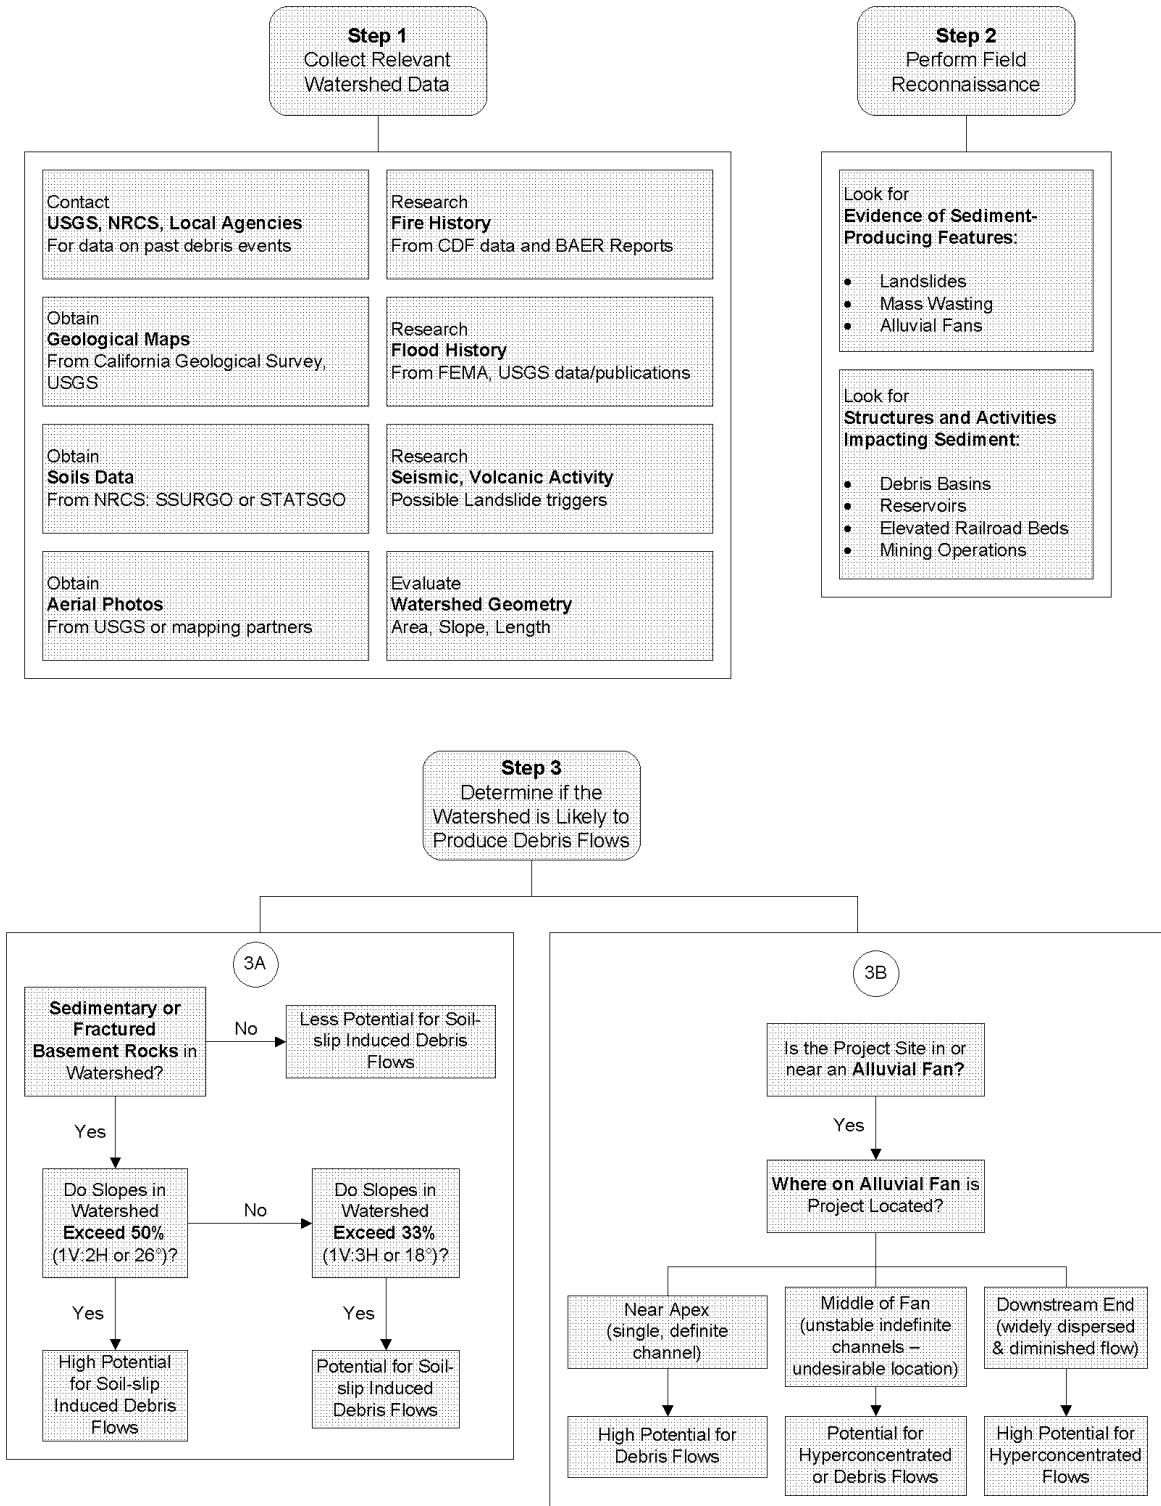 Step 1
Collect Relevant
Watershed Data
Contact
USGS, NRCS, Local Agencies
For data on past debris events
Research
Fire History
From CDF data and BAER Reports
Obtain
Geological Maps
From California Geological Survey,
USGS
Research
Flood History
From FEMA, USGS data/publications
Obtain
Soils Data
From NRCS: SSURGO or STATSGO
Research
Seismic, Volcanic Activity
Possible Landslide triggers
Obtain
Aerial Photos
From USGS or mapping partners
Evaluate
Watershed Geometry
Area, Slope, Length
Step 2
Perform Field
Reconnaissance
Look for
Evidence of Sediment-
Producing Features:
• Landslides
• Mass Wasting
• Alluvial Fans
Look for
Structures and Activities
Impacting Sediment:
• Debris Basins
• Reservoirs
• Elevated Railroad Beds
• Mining Operations
Step 3
Determine if the
Watershed is Likely to
Produce Debris Flows
3A
Sedimentary or
Fractured
Basement Rocks in
Watershed?
No
Less Potential for Soil-
slip Induced Debris
Flows
Yes
Do Slopes in
Watershed
Exceed 50%
(1V:2H or 26°)?
No
Do Slopes in
Watershed
Exceed 33%
(1V:3H or 18°)?
Yes
High Potential
for Soil-slip
Induced Debris
Flows
Yes
Potential for Soil-
slip Induced
Debris Flows
3B
Is the Project Site in or
near an Alluvial Fan?
Yes
Where on Alluvial Fan is
Project Located?
Near Apex
(single, definite
channel)
Middle of Fan
(unstable indefinite
channels –
undesirable location)
Downstream End
(widely dispersed
& diminished flow)
High Potential for
Debris Flows
Potential for
Hyperconcentrated
or Debris Flows
High Potential for
Hyperconcentrated
Flows